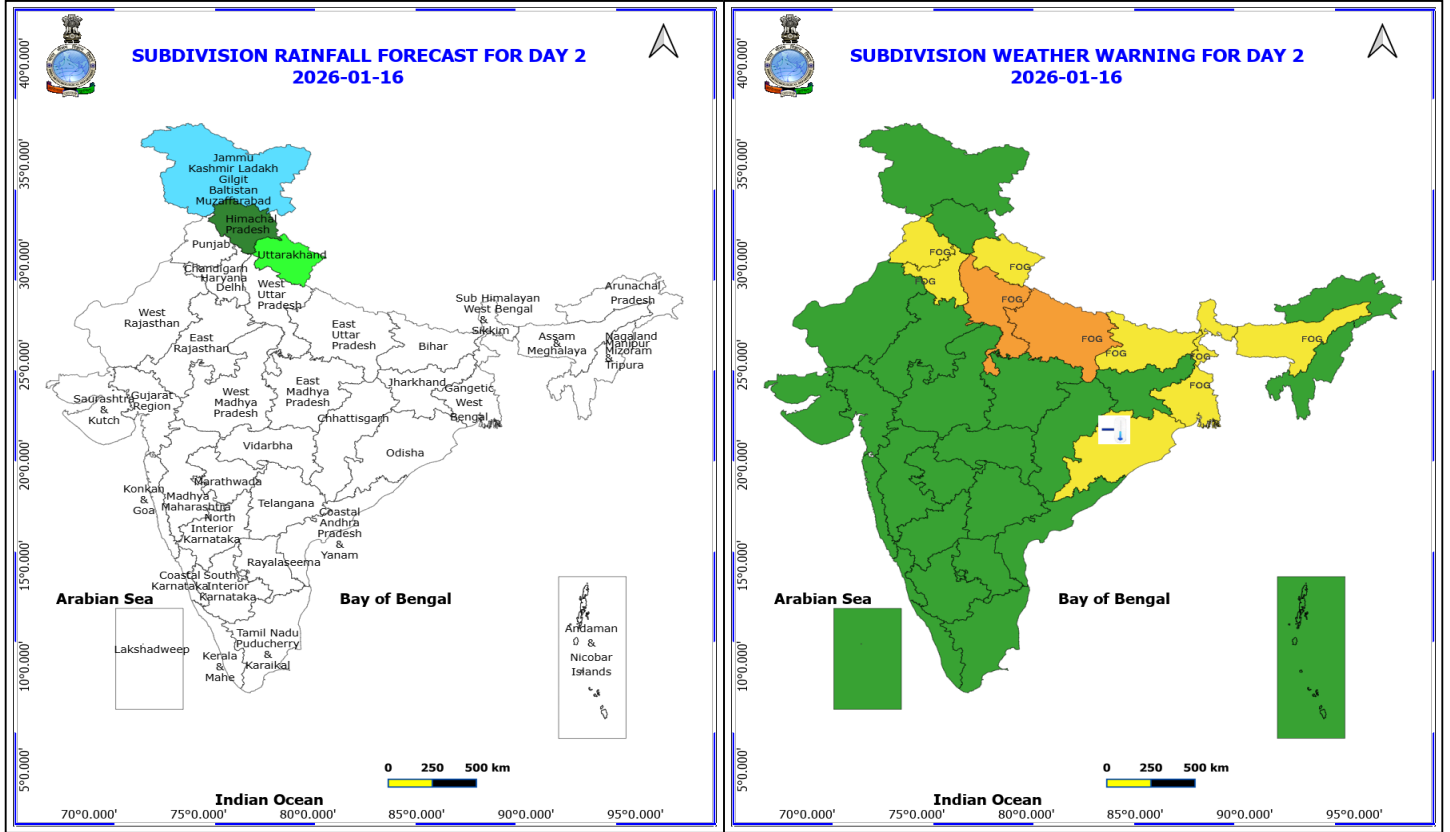 SUBDIVISION RAINFALL FORECAST FOR DAY 2
2026-01-16
40°0.000'
35°0.000'
30°0.000'
25°0.000'
20°0.000'
15°0.000'
10°0.000'
5°0.000'
Jammu
Kashmir Ladakh
Gilgit
Baltistan
Muzaffarabad
Himachal
Pradesh
Punjab
Uttarakhand
Chandigarh
Haryana
Delhi
West
Uttar
Pradesh
Arunachal
Pradesh
Sub Himalayan
West Bengal
&
Sikkim
West
Rajasthan
East
Rajasthan
East
Uttar
Pradesh
Bihar
Assam
&
Meghalaya
Nagaland
Manipur
Mizoram
&
Tripura
Saurashtra
&
Kutch
Gujarat
Region
West
Madhya
Pradesh
East
Madhya
Pradesh
Jharkhand
Gangetic
West
Bengal
Chhattisgarh
Vidarbha
Odisha
Konkan
&
Goa
Marathwada
Madhya
Maharashtra
Telangana
North
Interior
Karnataka
Coastal
Andhra
Pradesh
&
Yanam
Rayalaseema
Coastal
Karnataka
South
Interior
Karnataka
Arabian Sea
Bay of Bengal
Lakshadweep
Tamil Nadu
Puducherry
&
Karaikal
Kerala
&
Mahe
Andaman
&
Nicobar
Islands
0 250 500 km
Indian Ocean
70°0.000' 75°0.000' 80°0.000' 85°0.000' 90°0.000' 95°0.000'
SUBDIVISION WEATHER WARNING FOR DAY 2
2026-01-16
40°0.000'
35°0.000'
30°0.000'
25°0.000'
20°0.000'
15°0.000'
10°0.000'
5°0.000'
FOG
FOG
FOG
FOG
FOG
FOG
FOG
FOG
FOG
Arabian Sea
Bay of Bengal
0 250 500 km
Indian Ocean
70°0.000' 75°0.000' 80°0.000' 85°0.000' 90°0.000' 95°0.000'